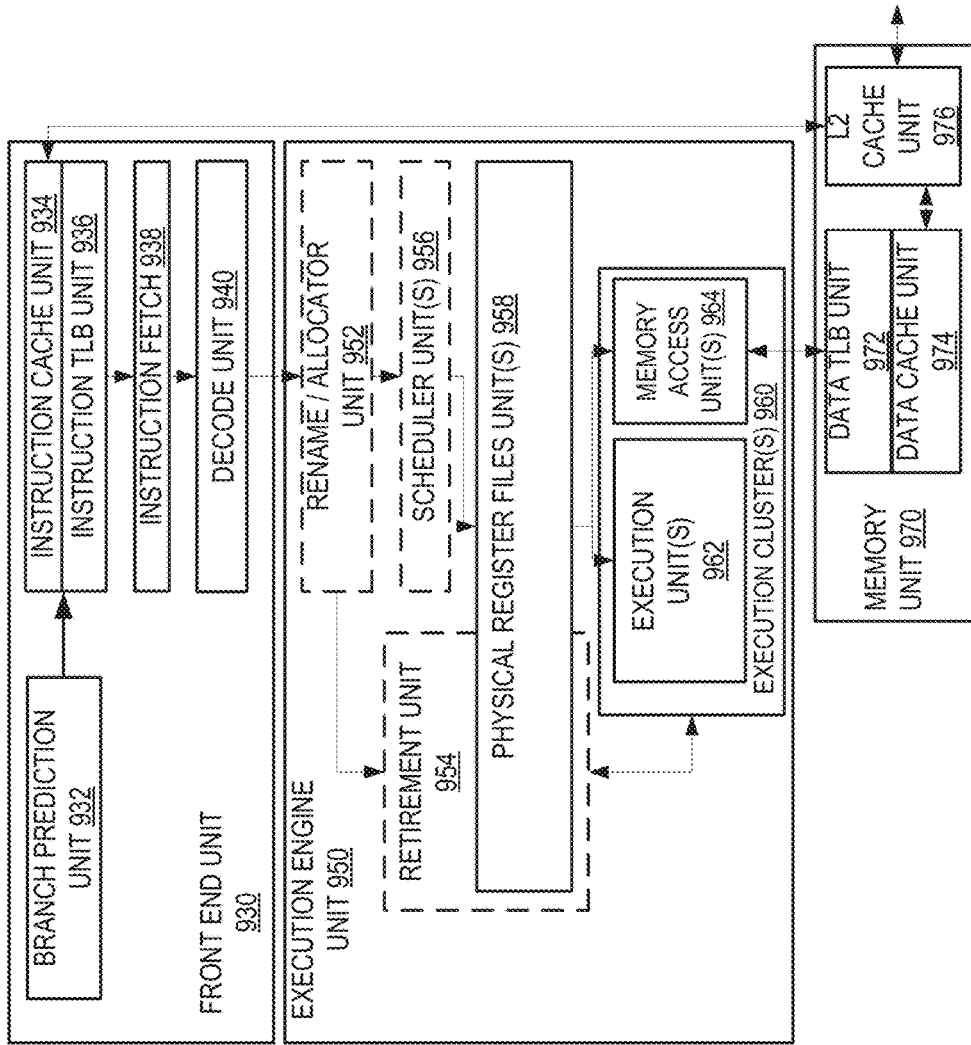 BRANCH PREDICTION
UNIT 932
INSTRUCTION CACHE UNIT 934
INSTRUCTION TLB UNIT 936
INSTRUCTION FETCH 938
DECODE UNIT 940
FRONT END UNIT
930
EXECUTION ENGINE
UNIT 950
RENAME / ALLOCATOR
UNIT 952
SCHEDULER UNIT(S) 956
RETIREMENT UNIT
954
PHYSICAL REGISTER FILES UNIT(S) 958
EXECUTION
UNIT(S)
962
MEMORY
ACCESS
UNIT(S) 964
EXECUTION CLUSTER(S) 960
MEMORY
UNIT 970
DATA TLB UNIT
972
DATA CACHE UNIT
974
L2
CACHE
UNIT
976